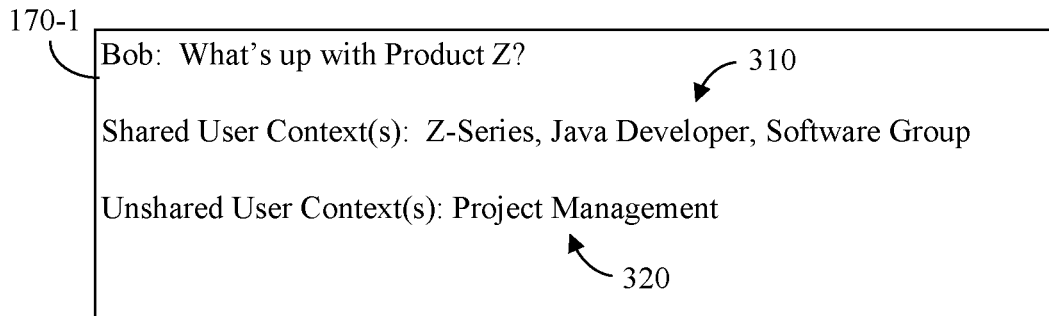 170-1
Bob: What's up with Product Z?
310
Shared User Context(s): Z-Series, Java Developer, Software Group
Unshared User Context(s): Project Management
320